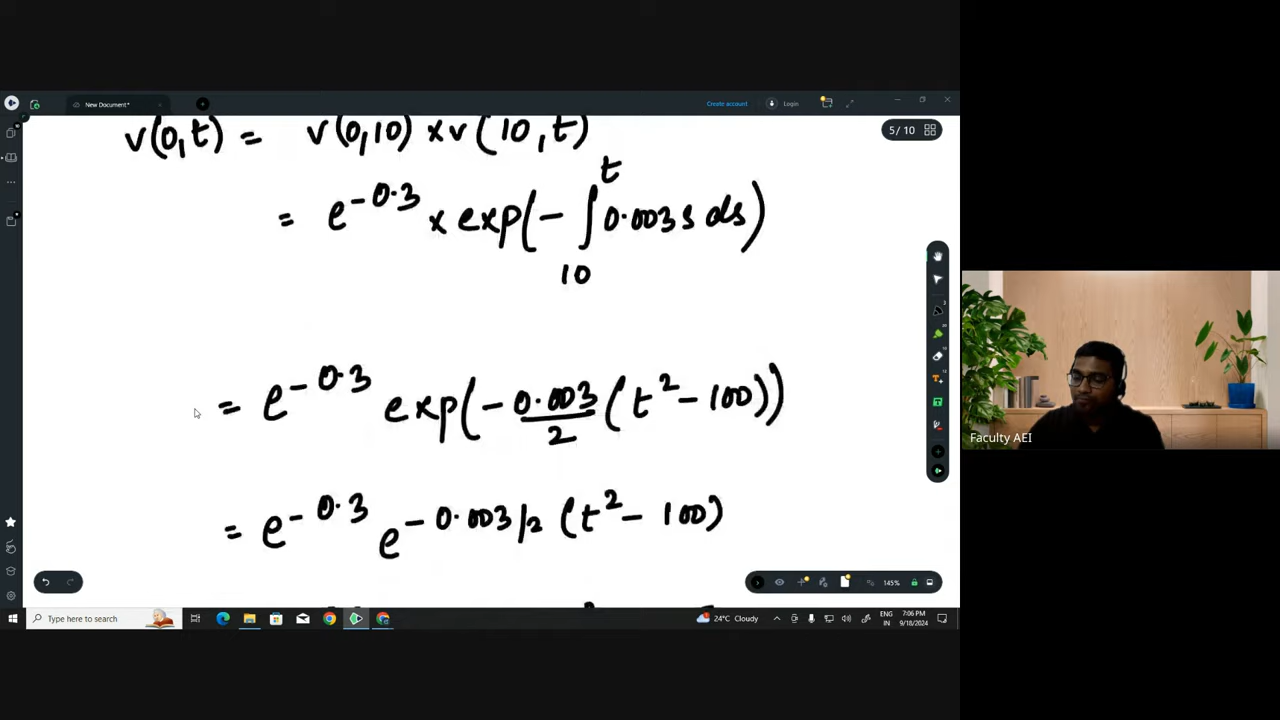 New Document*
Create account
Login
v(0,t) = v(0,10) × v(10,t)
5/10
= e^{-0.3} × exp(-∫_{10}^{t} 0.003s ds)
= e^{-0.3} exp(-0.003/2 (t^2 - 100))
Faculty AEI
= e^{-0.3} e^{-0.003/2 (t^2 - 100)}
145%
Type here to search
24°C Cloudy
ENG
IN
7:06 PM
9/18/2024